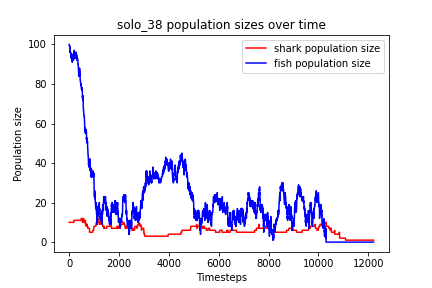 solo_38 population sizes over time
shark population size
fish population size
Population size
100
80
60
40
20
0
0 2000 4000 6000 8000 10000 12000
Timesteps